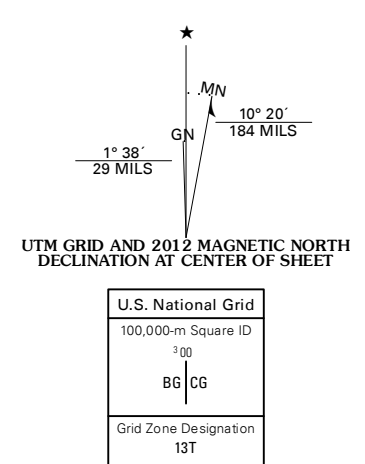 ★
MN
10° 20´
184 MILS
GN
1° 38´
29 MILS
UTM GRID AND 2012 MAGNETIC NORTH
DECLINATION AT CENTER OF SHEET
U.S. National Grid
100,000-m Square ID
³00
BG CG
Grid Zone Designation
13T